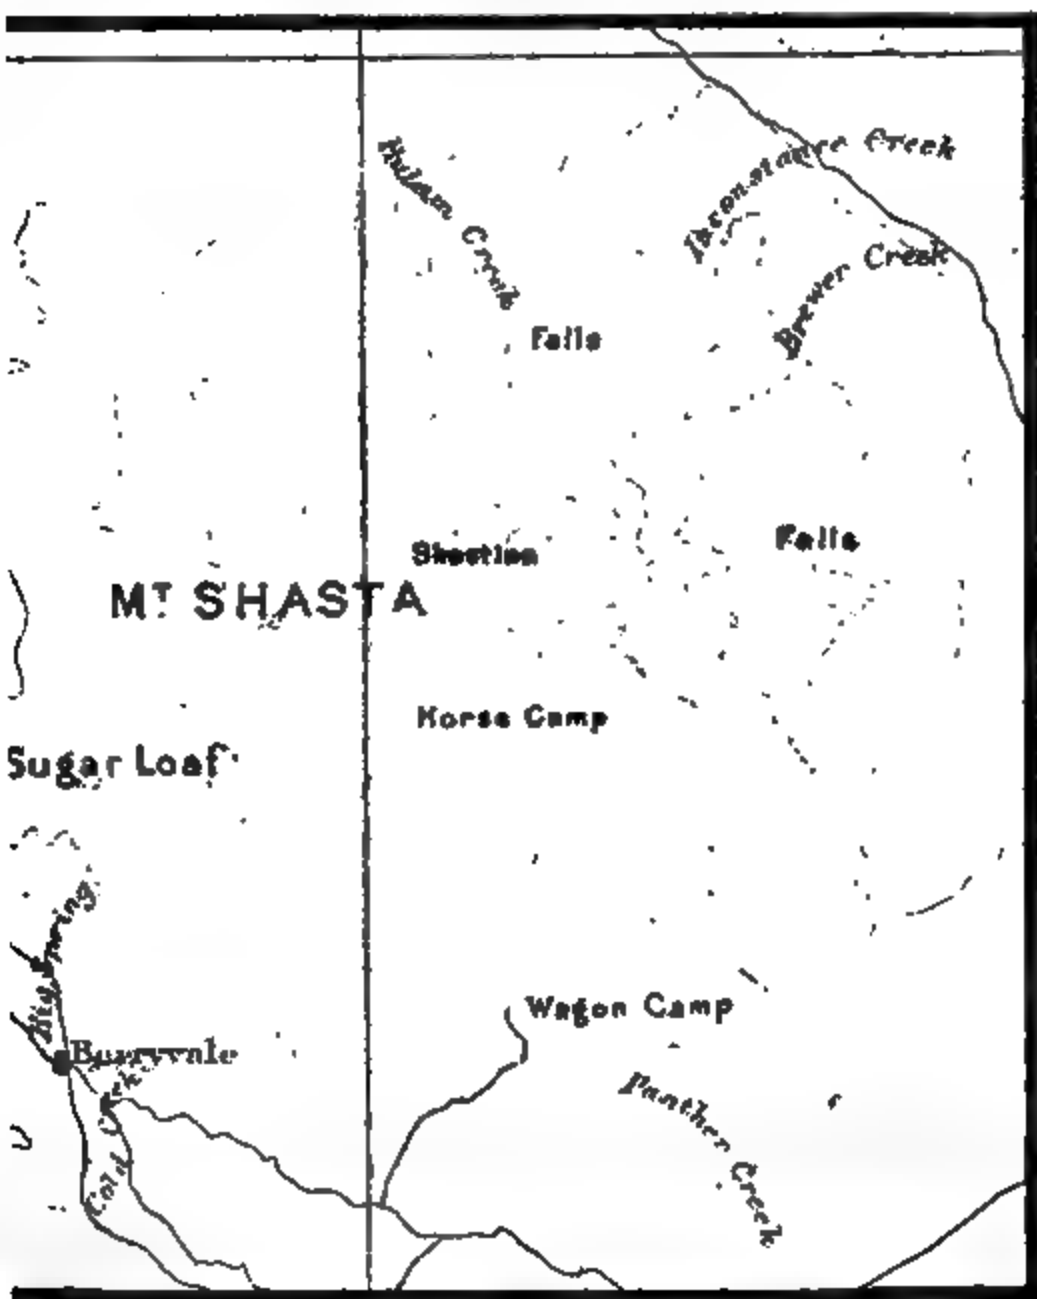 Inconstance Creek
Hulam Creek
Brewer Creek
Falls
Falls
Shastina
MT SHASTA
Horse Camp
Sugar Loaf
Big Spring
Wagon Camp
Berryvale
Panther Creek
Cold Creek